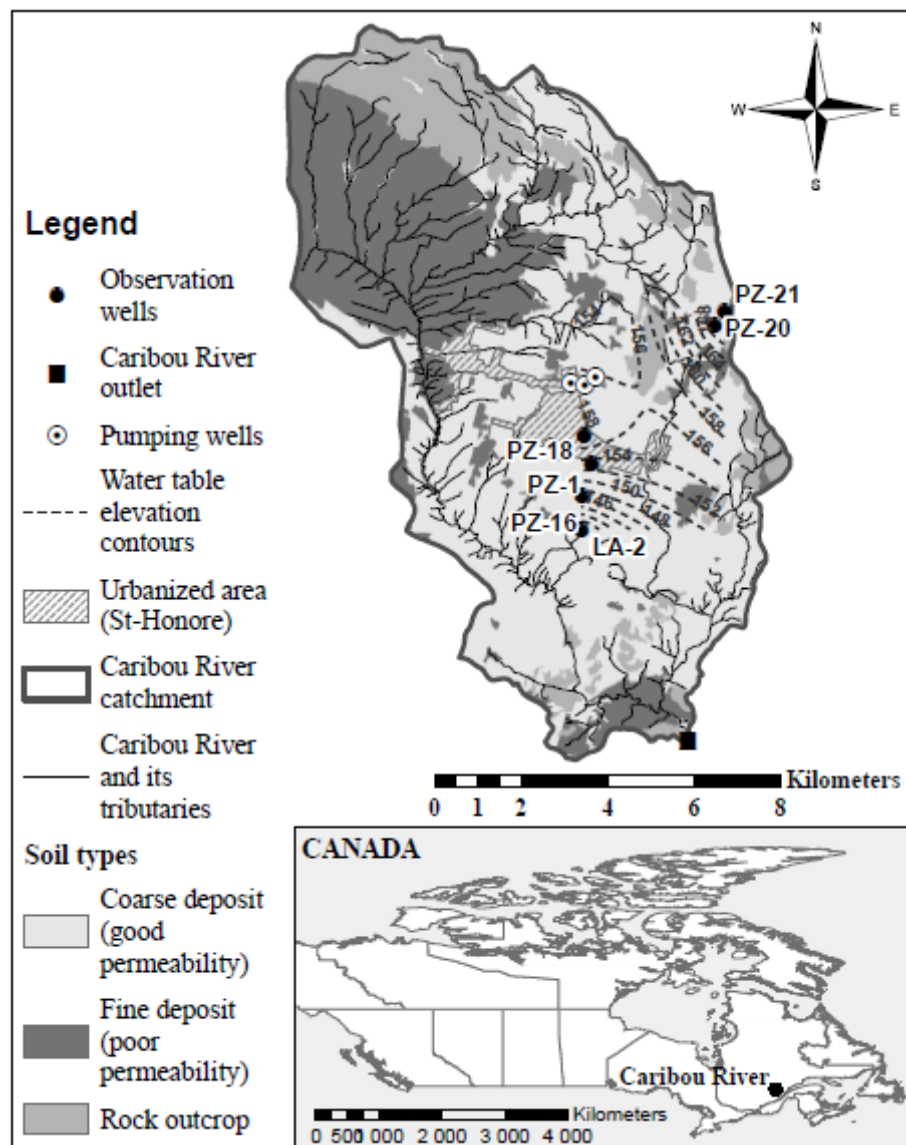 N
W
E
S
Legend
Observation
wells
Caribou River
outlet
Pumping wells
Water table
elevation
contours
Urbanized area
(St-Honore)
Caribou River
catchment
Caribou River
and its
tributaries
Soil types
Coarse deposit
(good
permeability)
Fine deposit
(poor
permeability)
Rock outcrop
PZ-21
PZ-20
156
162
158
156
158
PZ-18
154
PZ-1
150
152
146
148
PZ-16
LA-2
Kilometers
0 1 2 4 6 8
CANADA
Caribou River
Kilometers
0 500 1 000 2 000 3 000 4 000